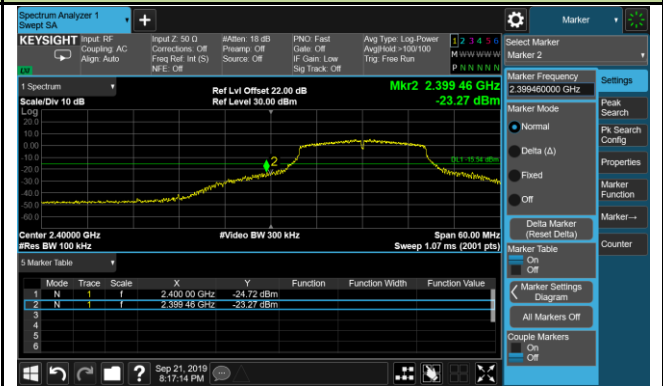 Spectrum Analyzer 1
Swept SA
Marker
KEYSIGHT Input: RF Input Z: 50 Ω #Atten: 18 dB PNO: Fast Avg Type: Log-Power 1 2 3 4 5 6
Coupling: AC Corrections: Off Preamp: Off Gate: Off Avg|Hold:>100/100 M W W W W W
Align: Auto Freq Ref: Int (S) Source: Off IF Gain: Low Trig: Free Run P N N N N N
NFE: Off Sig Track: Off
Select Marker
Marker 2
1 Spectrum
Ref Lvl Offset 22.00 dB Mkr2 2.399 46 GHz
Scale/Div 10 dB Ref Level 30.00 dBm -23.27 dBm
Log
20.0
10.0
0.00
-10.0
-20.0
-30.0
-40.0
-50.0
-60.0
2
DL1 -15.54 dBm
Center 2.40000 GHz #Video BW 300 kHz Span 60.00 MHz
#Res BW 100 kHz Sweep 1.07 ms (2001 pts)
5 Marker Table
Mode Trace Scale X Y Function Function Width Function Value
1 N 1 f 2.400 00 GHz -24.72 dBm
2 N 1 f 2.399 46 GHz -23.27 dBm
3
4
5
6
Marker Frequency
2.399460000 GHz
Marker Mode
Normal
Delta (Δ)
Fixed
Off
Delta Marker
(Reset Delta)
Marker Table
On
Off
Marker Settings
Diagram
All Markers Off
Couple Markers
On
Off
Settings
Peak
Search
Pk Search
Config
Properties
Marker
Function
Marker→
Counter
Sep 21, 2019
8:17:14 PM